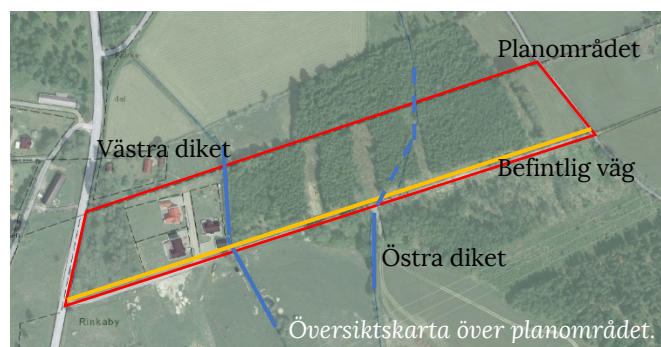 Planområdet
Västra diket
Befintlig väg
Östra diket
Rinkaby
Översiktskarta över planområdet.